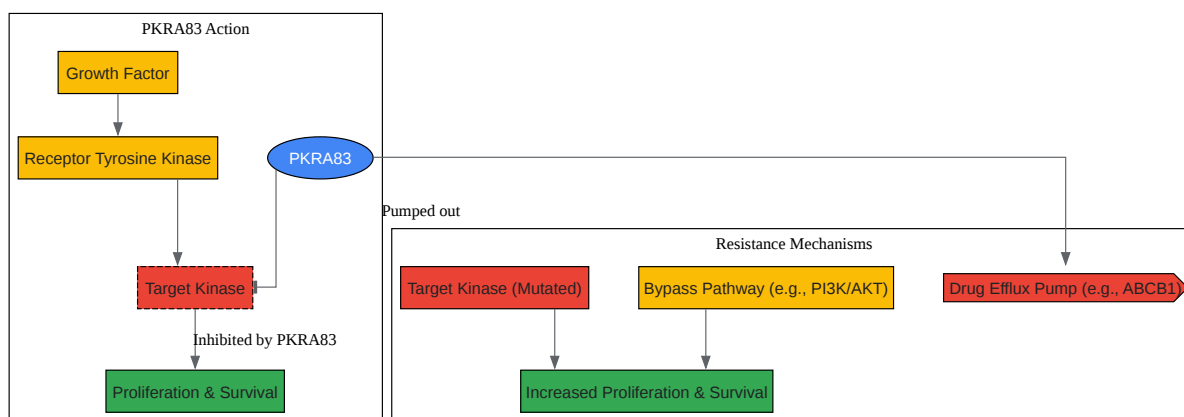 PKRA83 Action
Growth Factor
Receptor Tyrosine Kinase
PKRA83
Pumped out
Resistance Mechanisms
Target Kinase
Target Kinase (Mutated)
Bypass Pathway (e.g., PI3K/AKT)
Drug Efflux Pump (e.g., ABCB1)
Inhibited by PKRA83
Proliferation & Survival
Increased Proliferation & Survival